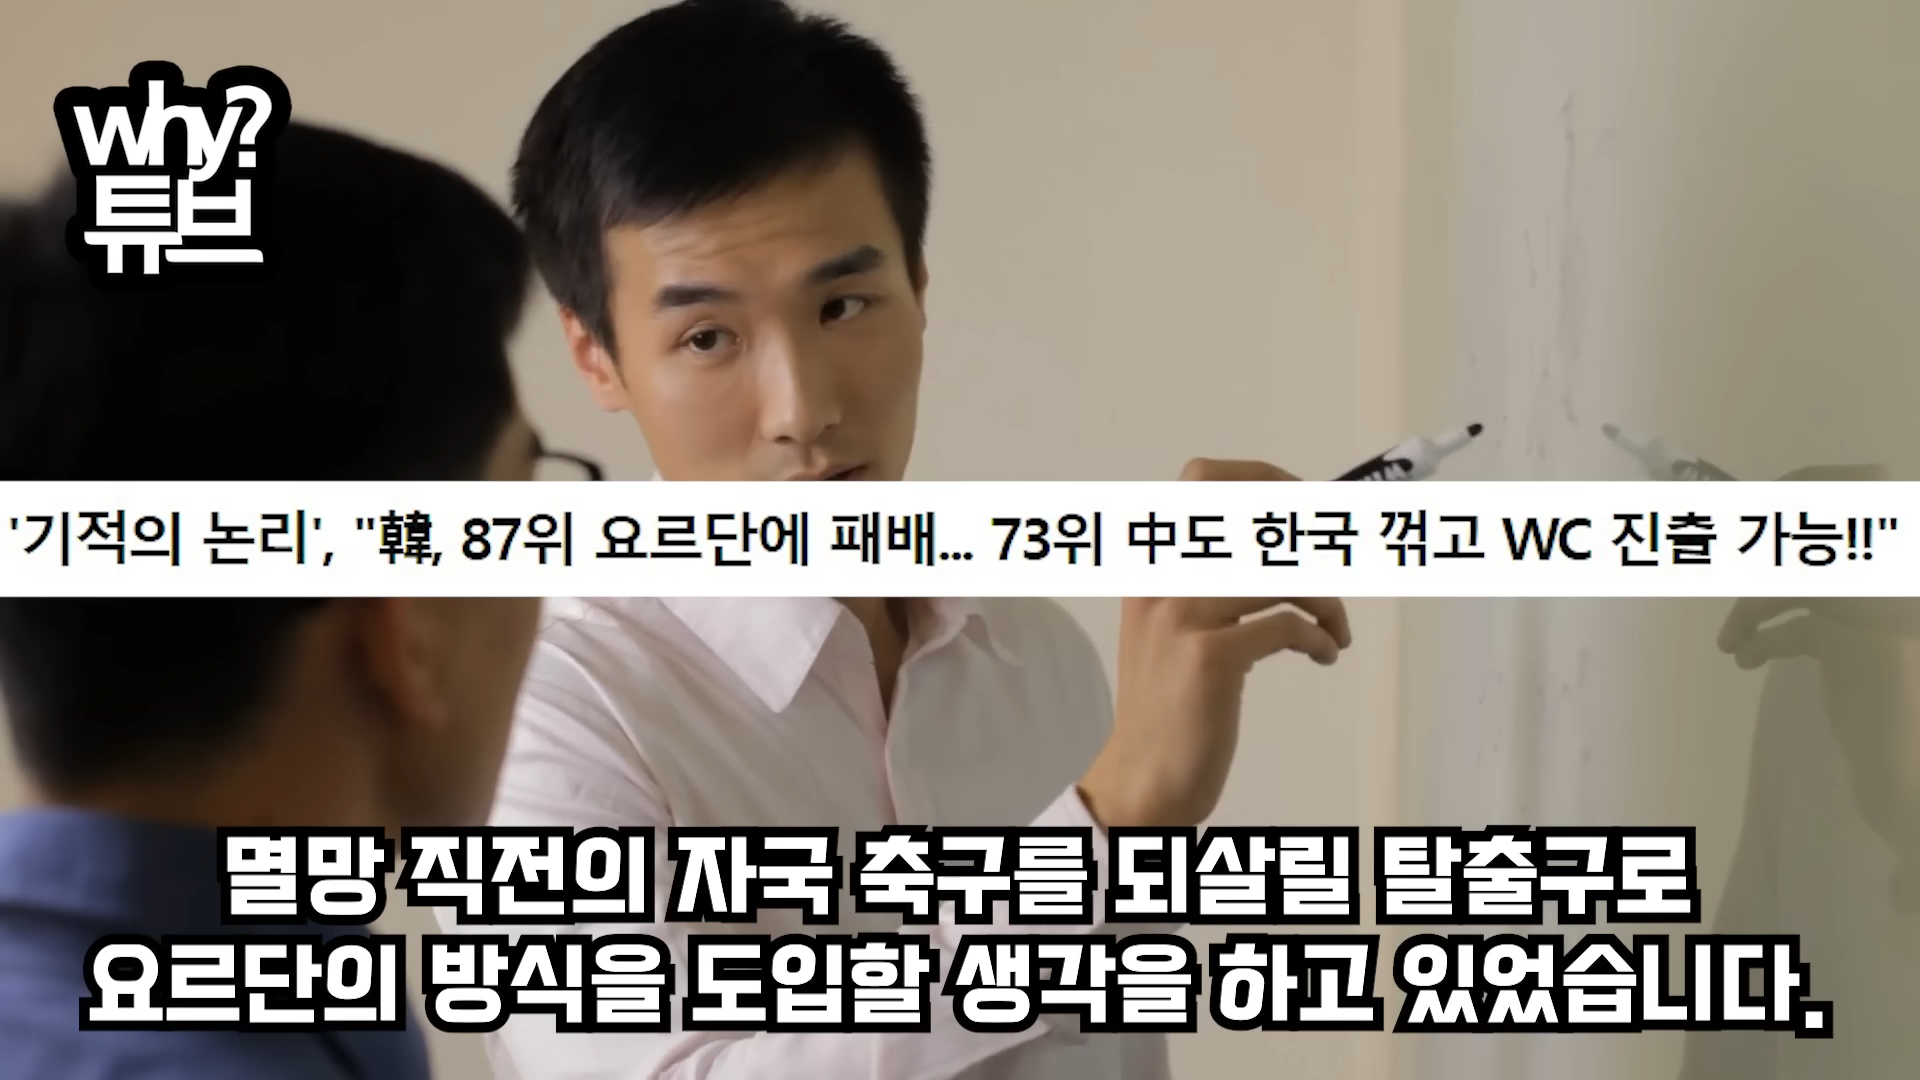 why?
튜브
'기적의 논리', "韓, 87위 요르단에 패배... 73위 中도 한국 꺾고 WC 진출 가능!!"
멸망 직전의 자국 축구를 되살릴 탈출구로
요르단의 방식을 도입할 생각을 하고 있었습니다.